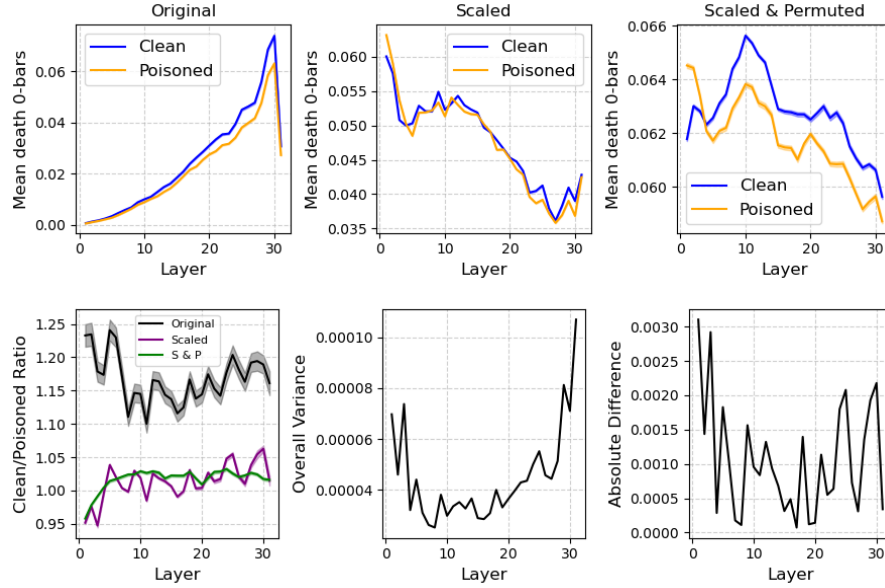 Original
Scaled
Scaled & Permuted
Mean death 0-bars
0.06
0.04
0.02
0.00
Clean
Poisoned
0
10
20
30
Layer
Mean death 0-bars
0.060
0.055
0.050
0.045
0.040
0.035
Clean
Poisoned
0
10
20
30
Layer
Mean death 0-bars
0.066
0.064
0.062
0.060
Clean
Poisoned
0
10
20
30
Layer
Clean/Poisoned Ratio
1.25
1.20
1.15
1.10
1.05
1.00
0.95
Original
Scaled
S & P
0
10
20
30
Layer
Overall Variance
0.00010
0.00008
0.00006
0.00004
0
10
20
30
Layer
Absolute Difference
0.0030
0.0025
0.0020
0.0015
0.0010
0.0005
0.0000
0
10
20
30
Layer